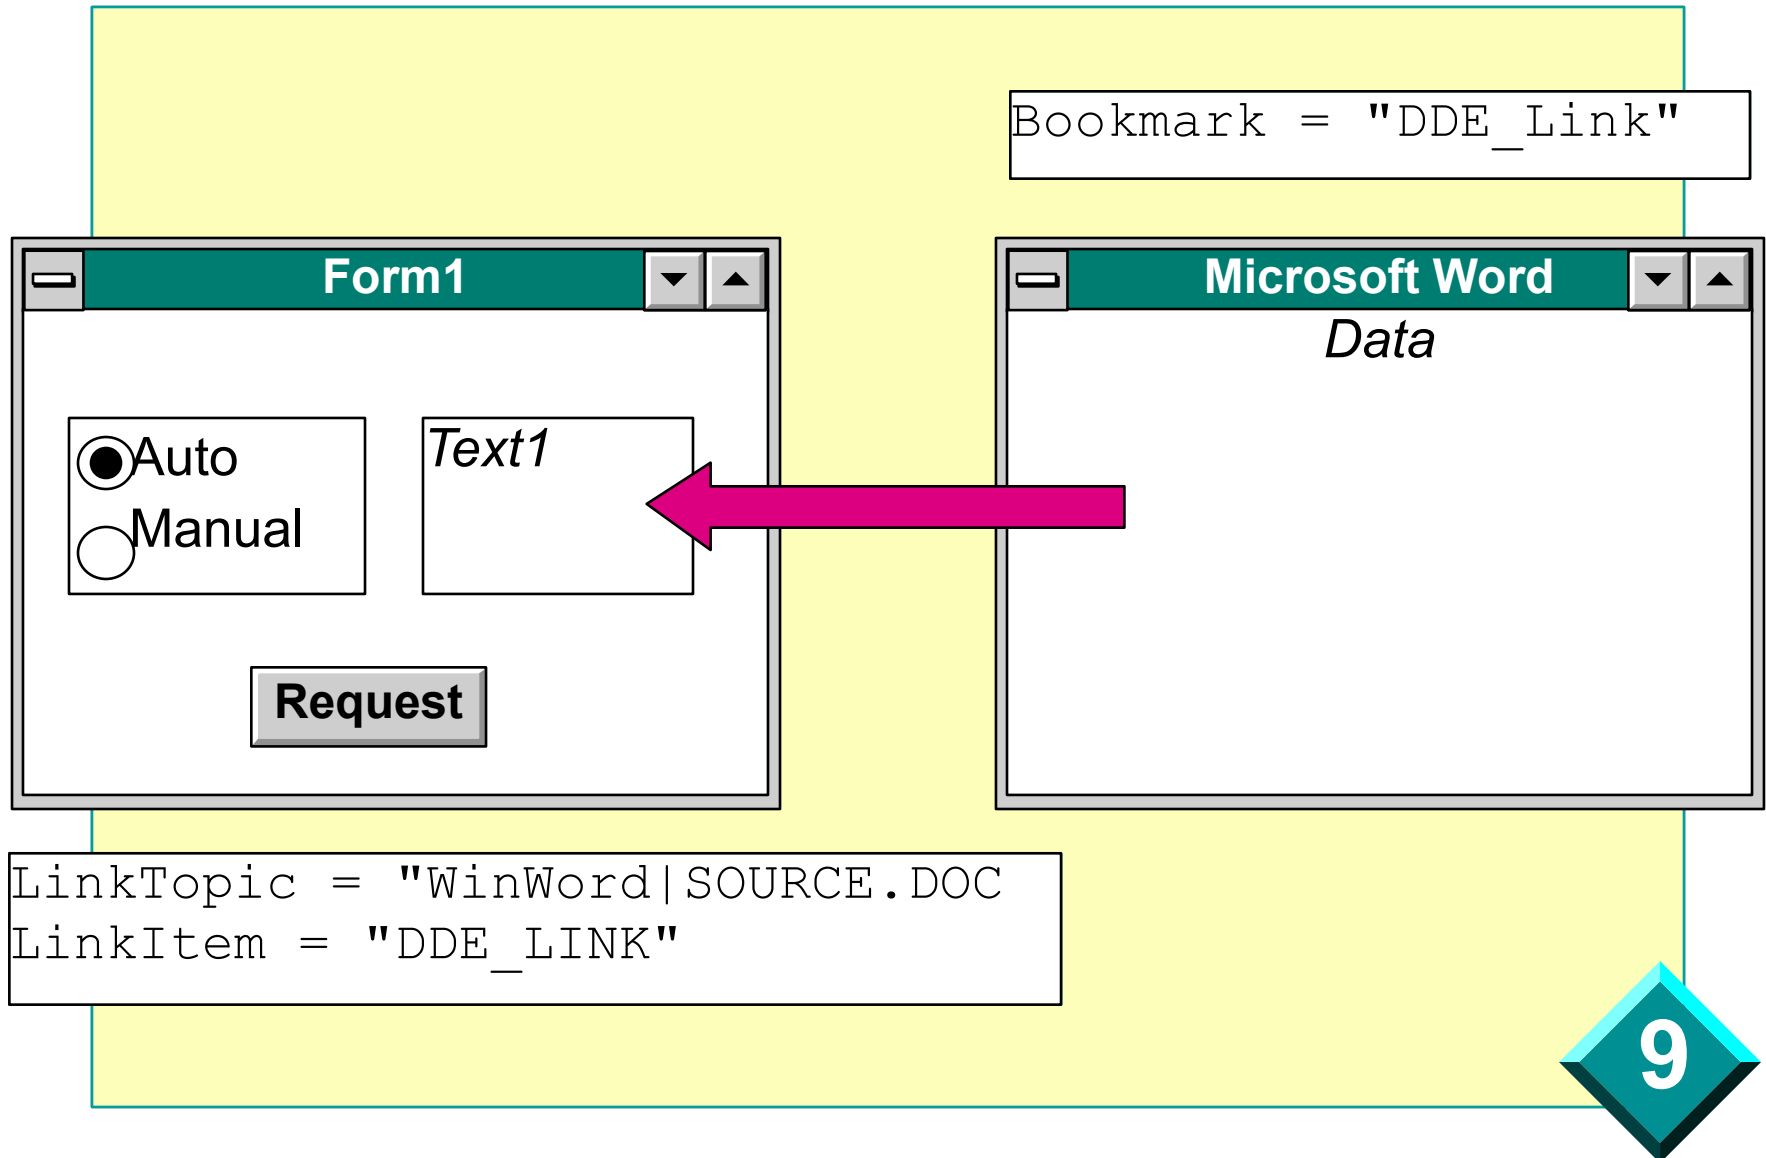 Bookmark = "DDE_Link"
Form1
Microsoft Word
Data
Auto
Manual
Text1
Request
LinkTopic = "WinWord|SOURCE.DOC
LinkItem = "DDE_LINK"
9